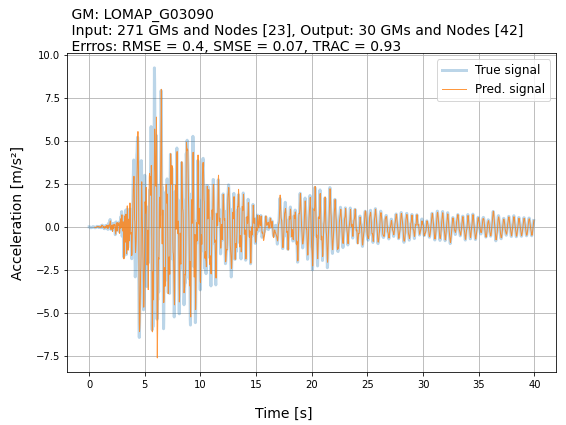 GM: LOMAP_G03090
Input: 271 GMs and Nodes [23], Output: 30 GMs and Nodes [42]
Erros: RMSE = 0.4, SMSE = 0.07, TRAC = 0.93
True signal
Pred. signal
Acceleration [m/s²]
10.0
7.5
5.0
2.5
0.0
−2.5
−5.0
−7.5
0 5 10 15 20 25 30 35 40
Time [s]